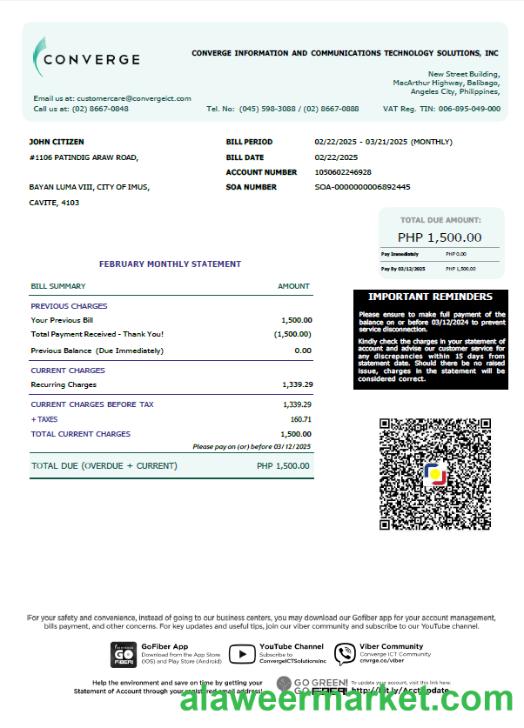 CONVERGE
CONVERGE INFORMATION AND COMMUNICATIONS TECHNOLOGY SOLUTIONS, INC
New Street Building,
MacArthur Highway, Balibago,
Angeles City, Philippines,
Email us at: customercare@convergeict.com
Call us at: (02) 8667-0848 Tel. No: (045) 598-3088 / (02) 8667-0888 VAT Reg. TIN: 006-895-049-000
JOHN CITIZEN BILL PERIOD 02/22/2025 - 03/21/2025 (MONTHLY)
#1106 PATINDIG ARAW ROAD, BILL DATE 02/22/2025
ACCOUNT NUMBER 1050602246928
BAYAN LUMA VIII, CITY OF IMUS, SOA NUMBER SOA-0000000006892445
CAVITE, 4103
TOTAL DUE AMOUNT:
PHP 1,500.00
Pay Immediately PHP 0.00
Pay By 03/12/2025 PHP 1,500.00
FEBRUARY MONTHLY STATEMENT
BILL SUMMARY AMOUNT
PREVIOUS CHARGES
Your Previous Bill 1,500.00
Total Payment Received - Thank You! (1,500.00)
Previous Balance (Due Immediately) 0.00
CURRENT CHARGES
Recurring Charges 1,339.29
CURRENT CHARGES BEFORE TAX 1,339.29
+ TAXES 160.71
TOTAL CURRENT CHARGES 1,500.00
Please pay on (or) before 03/12/2025
TOTAL DUE (OVERDUE + CURRENT) PHP 1,500.00
IMPORTANT REMINDERS
Please ensure to make full payment of the
balance on or before 03/12/2024 to prevent
service disconnection.
Kindly check the charges in your statement of
account and advise our customer service for
any discrepancies within 15 days from
statement date. Should there be no raised
issue, charges in the statement will be
considered correct.
For your safety and convenience, instead of going to our business centers, you may download our Gofiber app for your account management,
bills payment, and other concerns. For key updates and useful tips, join our viber community and subscribe to our YouTube channel.
GO FIBER!
GoFiber App
Download from the App Store
(iOS) and Play Store (Android)
YouTube Channel
Subscribe to
ConvergeICTSolutionsInc
Viber Community
Converge ICT Community
cnvrge.co/viber
Help the environment and save on time by getting your
Statement of Account through your registered email address!
GO GREEN!
GO FIBER!
To update your account, visit this link here:
http://bit.ly/AcctUpdate
alaweermarket.com